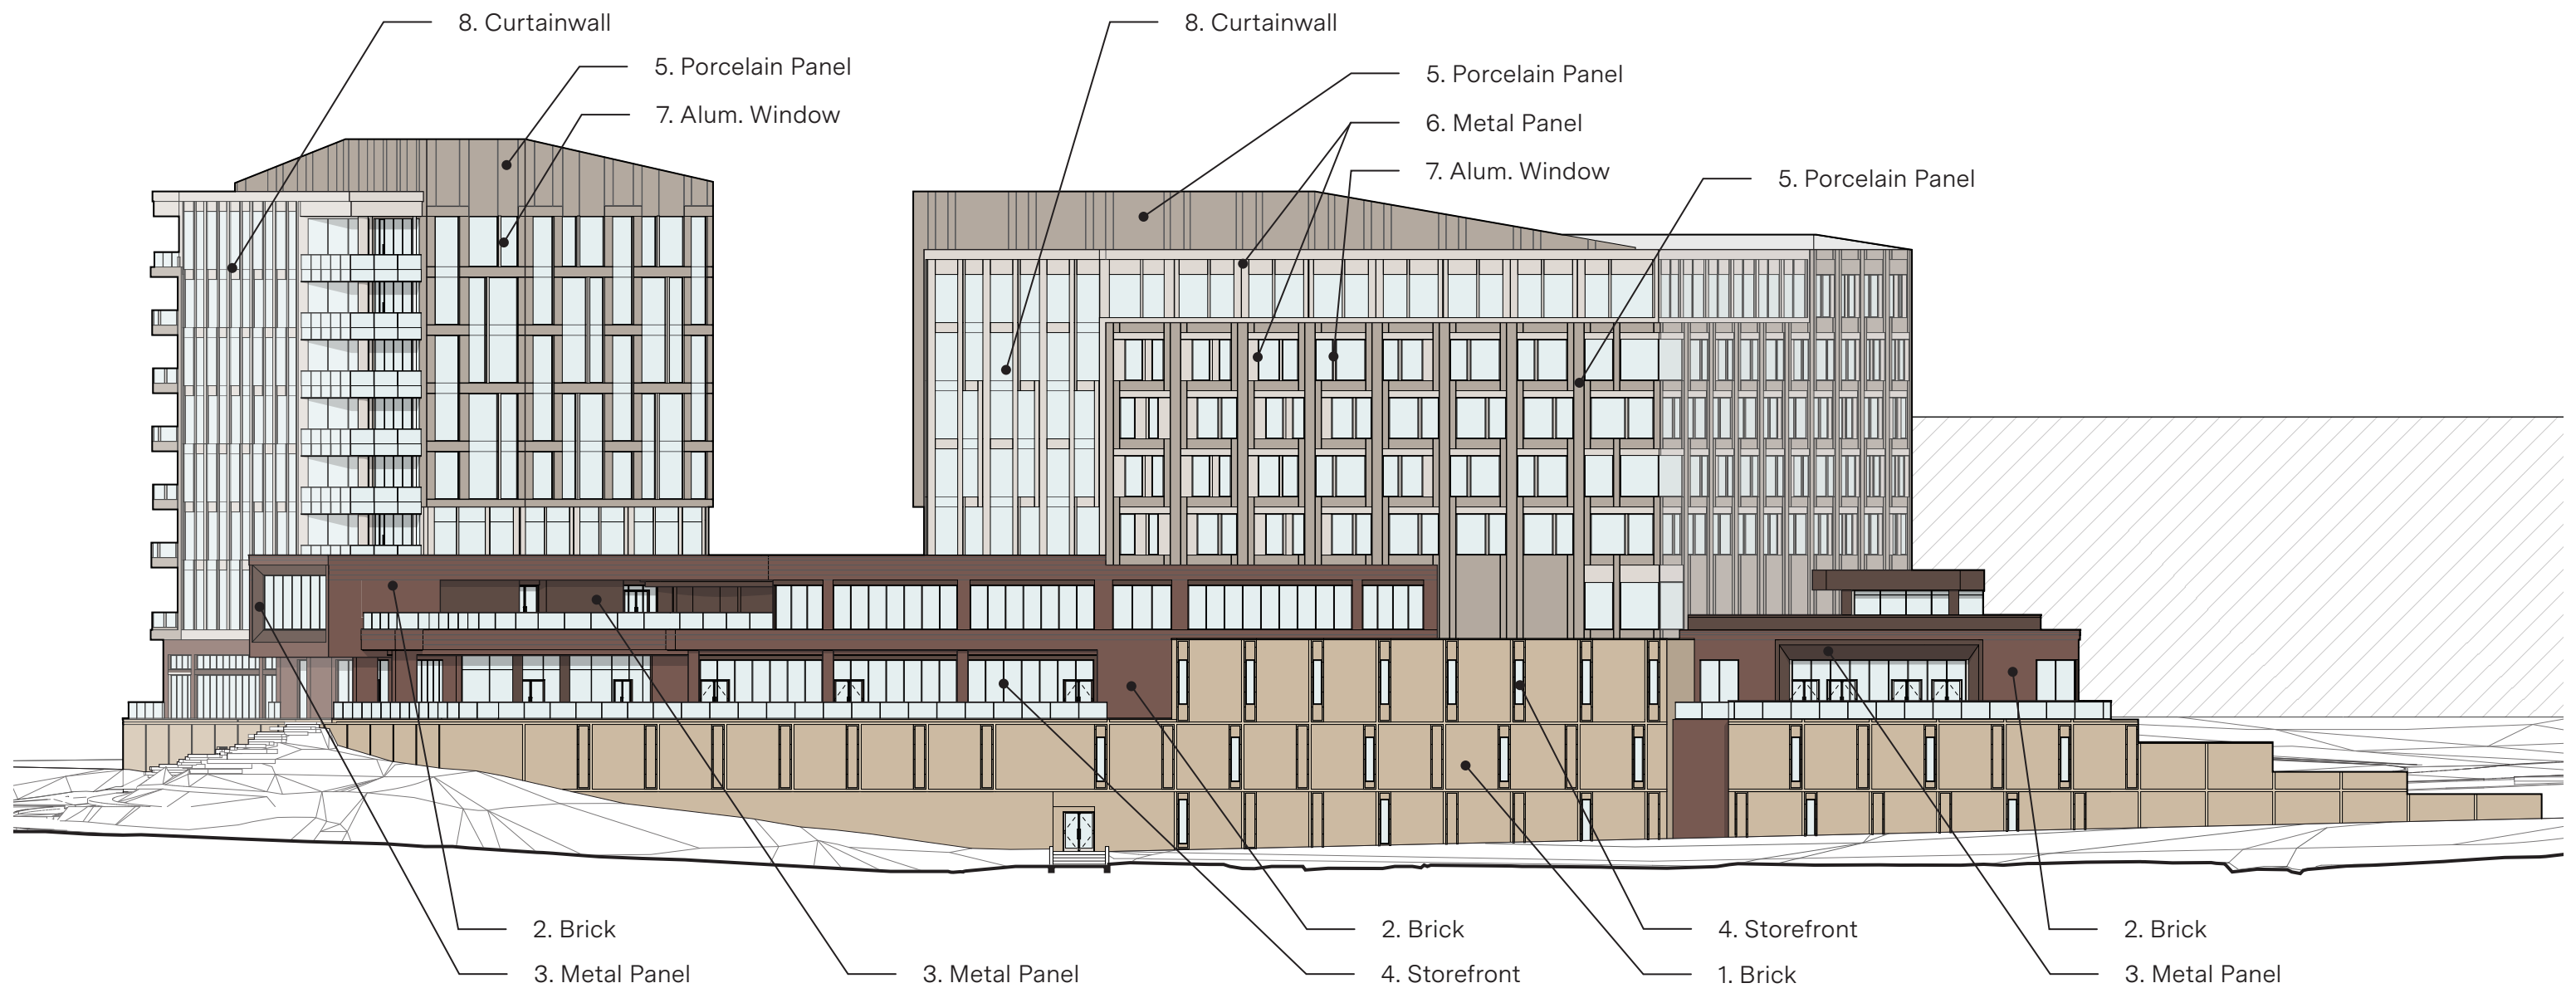 8. Curtainwall
8. Curtainwall
5. Porcelain Panel
5. Porcelain Panel
7. Alum. Window
6. Metal Panel
7. Alum. Window
5. Porcelain Panel
2. Brick
2. Brick
4. Storefront
2. Brick
3. Metal Panel
3. Metal Panel
4. Storefront
1. Brick
3. Metal Panel